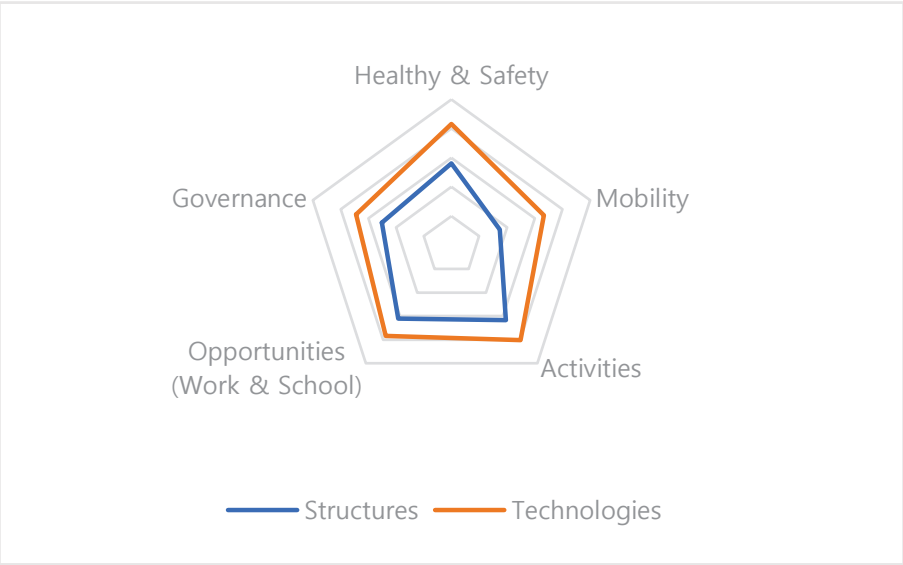 Healthy & Safety
Governance
Mobility
Opportunities
(Work & School)
Activities
Structures
Technologies